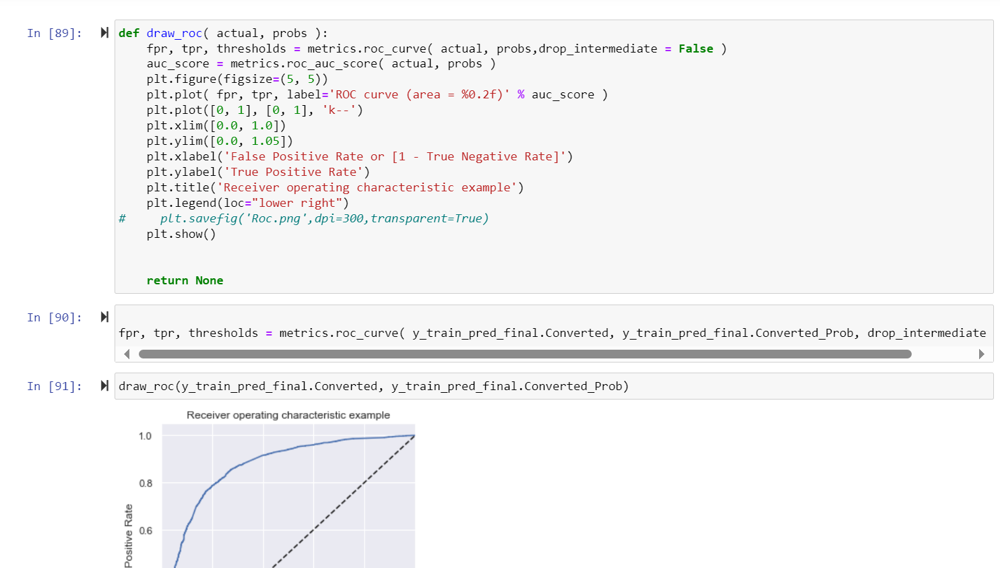 In [89]:
def draw_roc( actual, probs ):
    fpr, tpr, thresholds = metrics.roc_curve( actual, probs,drop_intermediate = False )
    auc_score = metrics.roc_auc_score( actual, probs )
    plt.figure(figsize=(5, 5))
    plt.plot( fpr, tpr, label='ROC curve (area = %0.2f)' % auc_score )
    plt.plot([0, 1], [0, 1], 'k--')
    plt.xlim([0.0, 1.0])
    plt.ylim([0.0, 1.05])
    plt.xlabel('False Positive Rate or [1 - True Negative Rate]')
    plt.ylabel('True Positive Rate')
    plt.title('Receiver operating characteristic example')
    plt.legend(loc="lower right")
#     plt.savefig('Roc.png',dpi=300,transparent=True)
    plt.show()
    return None
In [90]:
fpr, tpr, thresholds = metrics.roc_curve( y_train_pred_final.Converted, y_train_pred_final.Converted_Prob, drop_intermediate
In [91]:
draw_roc(y_train_pred_final.Converted, y_train_pred_final.Converted_Prob)
Receiver operating characteristic example
1.0
0.8
0.6
Positive Rate